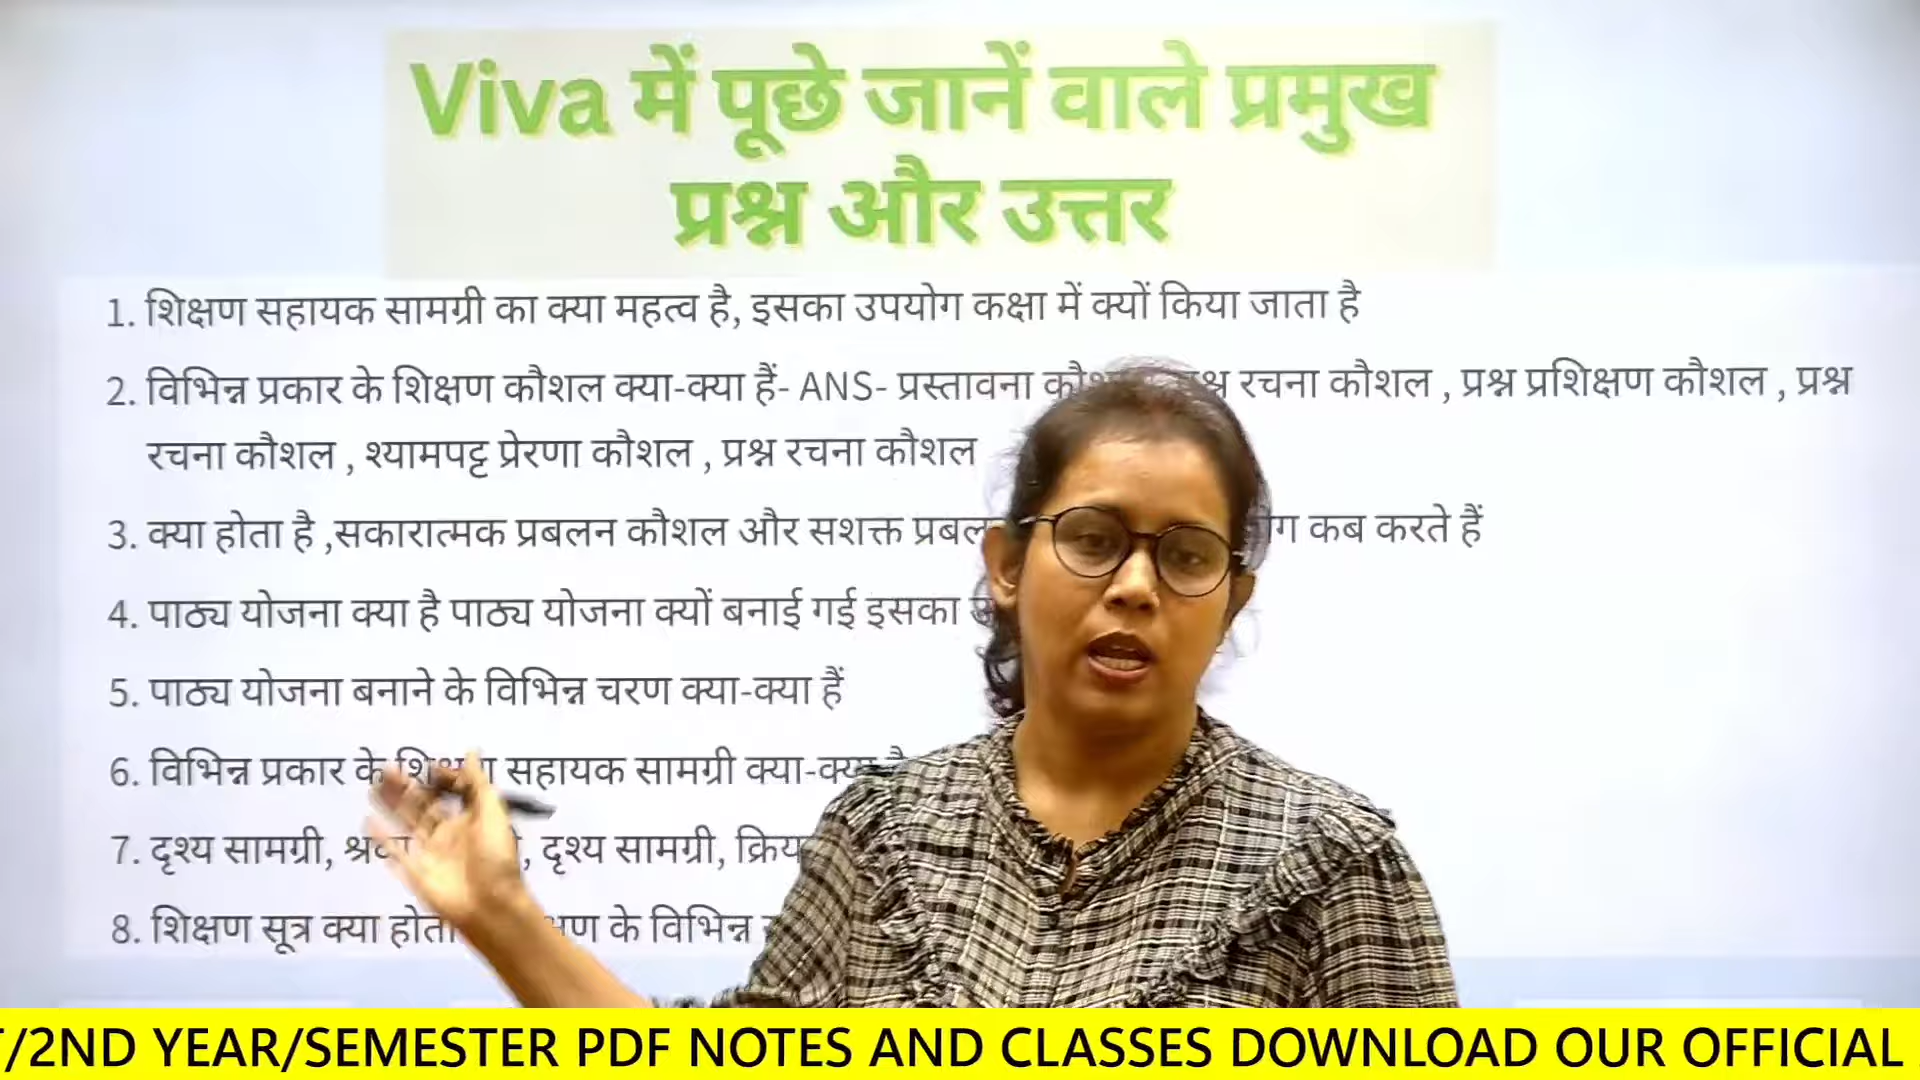 Viva में पूछे जानें वाले प्रमुख
प्रश्न और उत्तर
1. शिक्षण सहायक सामग्री का क्या महत्व है, इसका उपयोग कक्षा में क्यों किया जाता है
2. विभिन्न प्रकार के शिक्षण कौशल क्या-क्या हैं- ANS- प्रस्तावना रचना कौशल , प्रश्न प्रशिक्षण कौशल , प्रश्न
रचना कौशल , श्यामपट्ट प्रेरणा कौशल , प्रश्न रचना कौशल
3. क्या होता है ,सकारात्मक प्रबलन कौशल और सशक्त कब करते हैं
4. पाठ्य योजना क्या है पाठ्य योजना क्यों बनाई गई इसका
5. पाठ्य योजना बनाने के विभिन्न चरण क्या-क्या हैं
6. विभिन्न प्रकार के सहायक सामग्री
7. दृश्य सामग्री, दृश्य सामग्री,
8. शिक्षण सूत्र क्या के विभिन्न
/2ND YEAR/SEMESTER PDF NOTES AND CLASSES DOWNLOAD OUR OFFICIAL